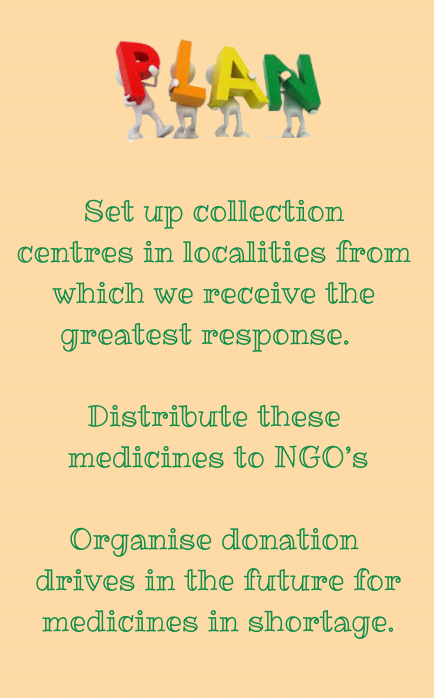 PLAN
Set up collection
centres in localities from
which we receive the
greatest response.
Distribute these
medicines to NGO's
Organise donation
drives in the future for
medicines in shortage.